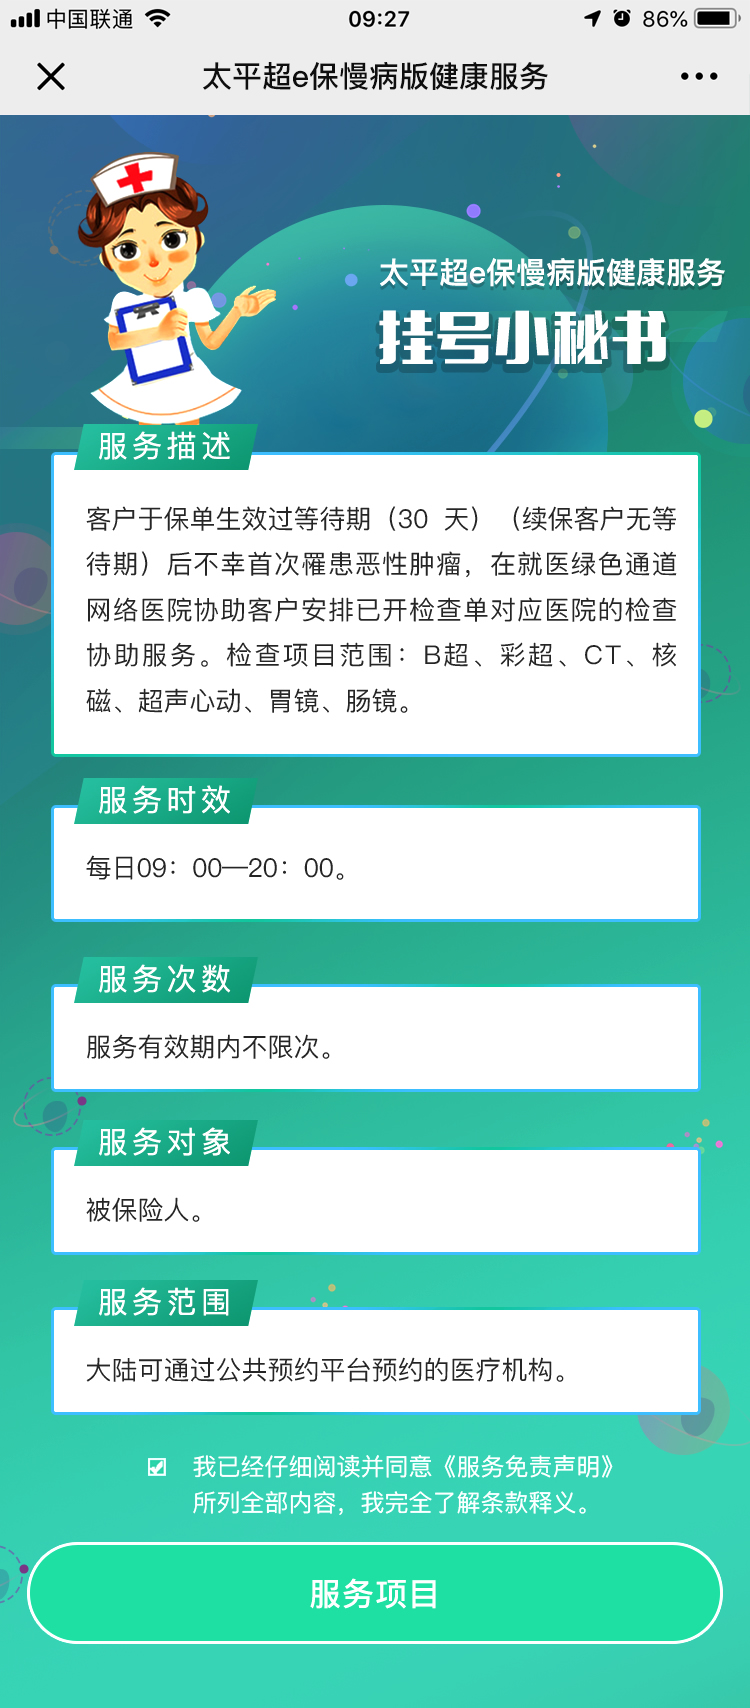 中国联通
09:27
86%
太平超e保慢病版健康服务
太平超e保慢病版健康服务
挂号小秘书
服务描述
客户于保单生效过等待期（30 天）（续保客户无等
待期）后不幸首次罹患恶性肿瘤，在就医绿色通道
网络医院协助客户安排已开检查单对应医院的检查
协助服务。检查项目范围：B超、彩超、CT、核
磁、超声心动、胃镜、肠镜。
服务时效
每日09：00—20：00。
服务次数
服务有效期内不限次。
服务对象
被保险人。
服务范围
大陆可通过公共预约平台预约的医疗机构。
我已经仔细阅读并同意《服务免责声明》
所列全部内容，我完全了解条款释义。
服务项目